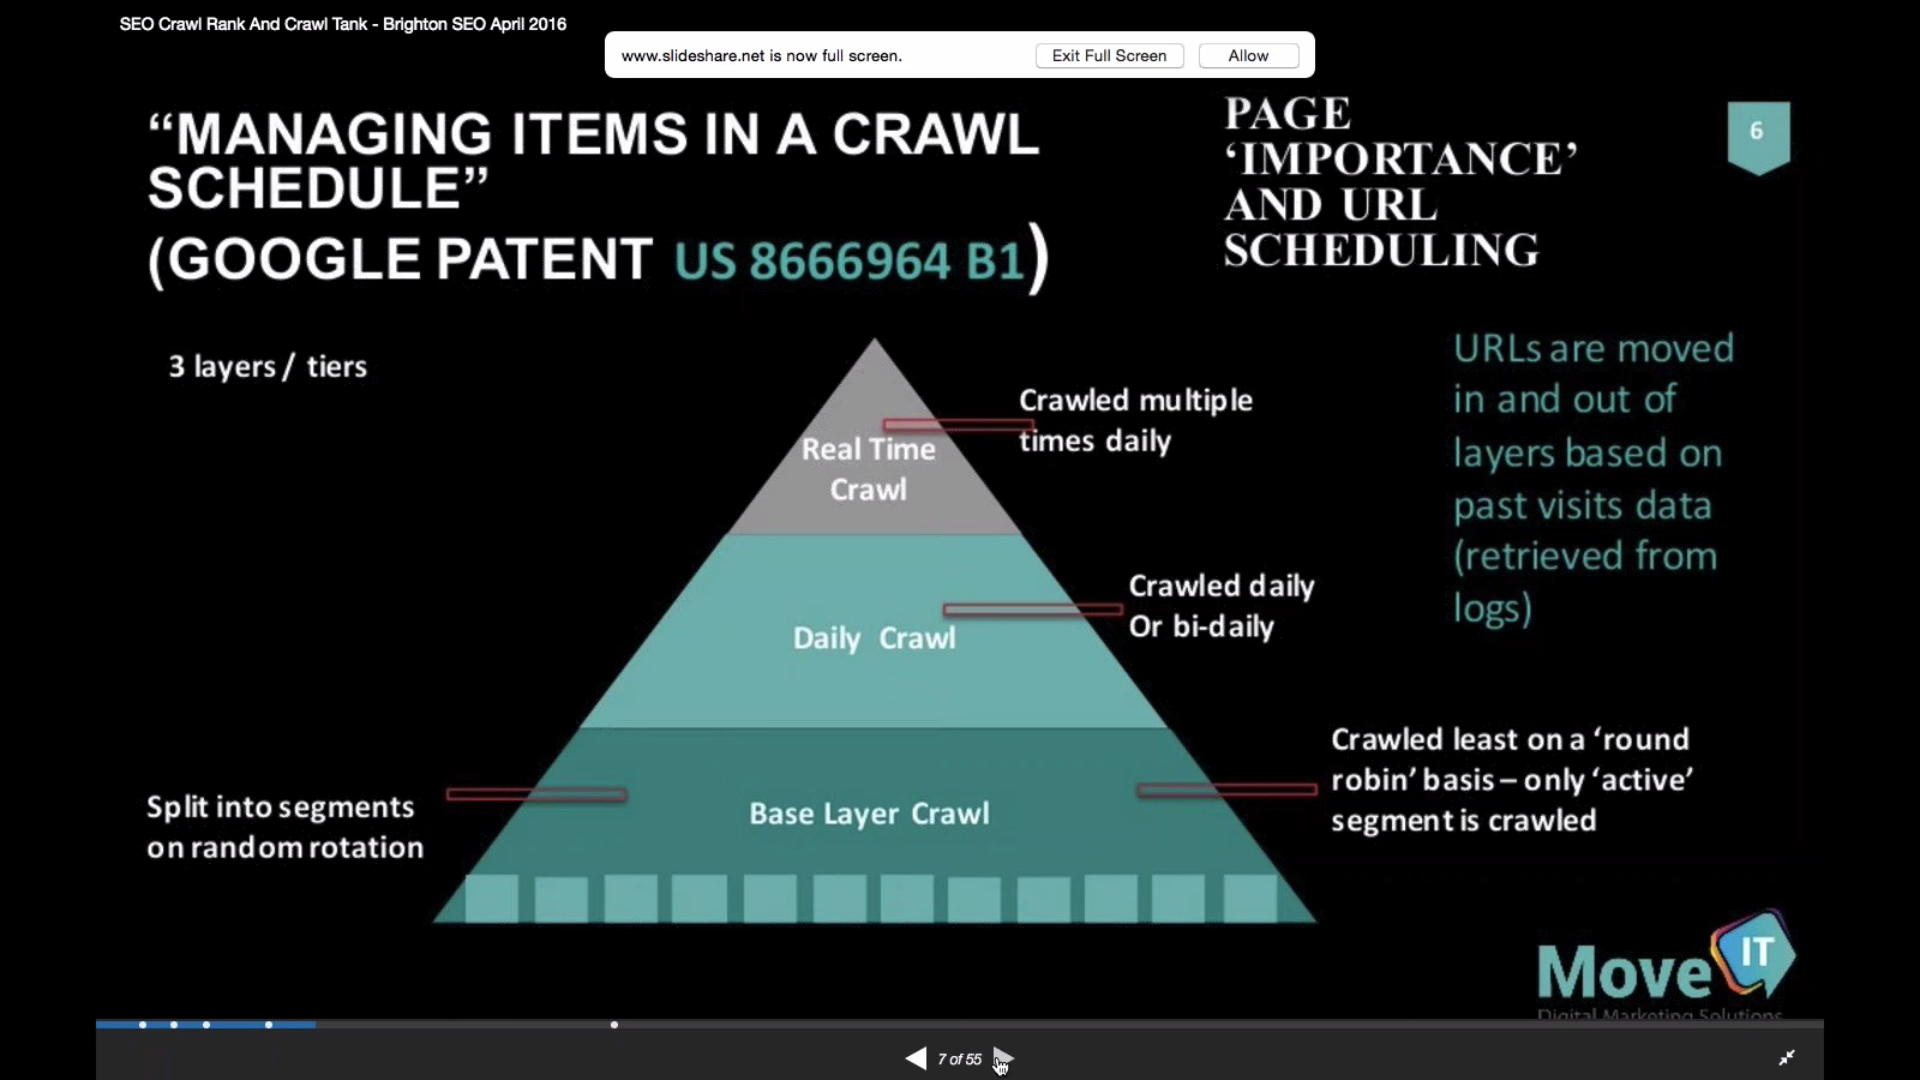 SEO Crawl Rank And Crawl Tank - Brighton SEO April 2016
www.slideshare.net is now full screen.
Exit Full Screen
Allow
“MANAGING ITEMS IN A CRAWL
SCHEDULE”
(GOOGLE PATENT US 8666964 B1)
PAGE
‘IMPORTANCE’
AND URL
SCHEDULING
6
3 layers / tiers
Real Time
Crawl
Crawled multiple
times daily
URLs are moved
in and out of
layers based on
past visits data
(retrieved from
logs)
Daily Crawl
Crawled daily
Or bi-daily
Base Layer Crawl
Split into segments
on random rotation
Crawled least on a ‘round
robin’ basis – only ‘active’
segment is crawled
Move IT
Digital Marketing Solutions
7 of 55